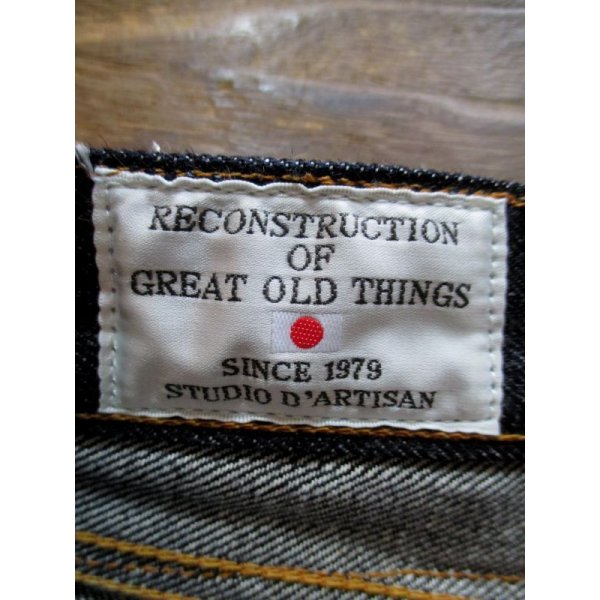 RECONSTRUCTION
OF
GREAT OLD THINGS
SINCE 1979
STUDIO D'ARTISAN